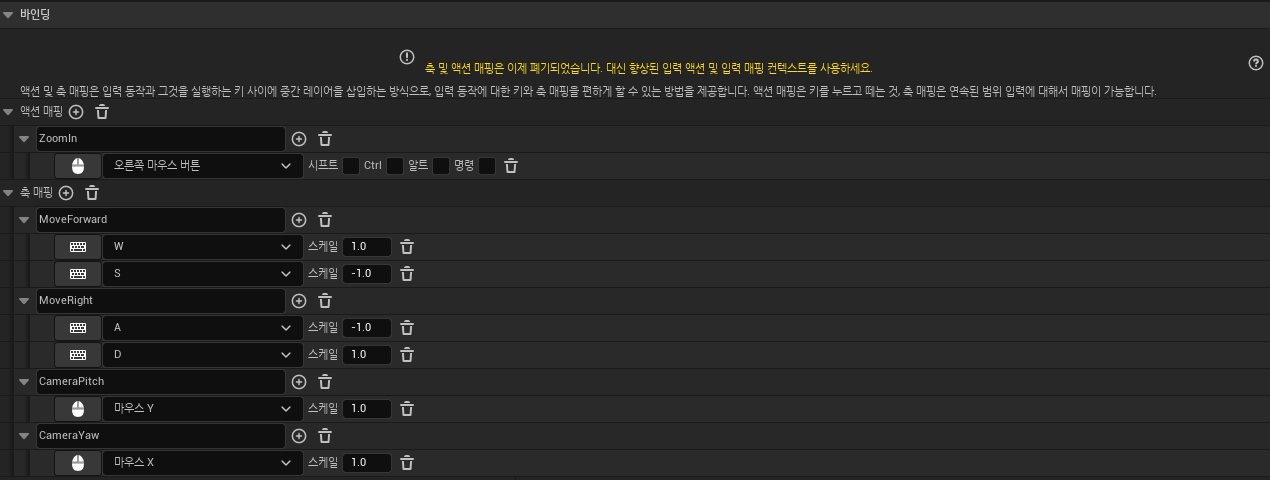 바인딩
축 및 액션 매핑은 이제 폐기되었습니다. 대신 향상된 입력 액션 및 입력 매핑 컨텍스트를 사용하세요.
액션 및 축 매핑은 입력 동작과 그것을 실행하는 키 사이에 중간 레이어을 삽입하는 방식으로, 입력 동작에 대한 키와 축 매핑을 편하게 할 수 있는 방법을 제공합니다. 액션 매핑은 키를 누르고 떼는 것, 축 매핑은 연속된 범위 입력에 대해서 매핑이 가능합니다.
액션 매핑
ZoomIn
오른쪽 마우스 버튼 시프트 Ctrl 알트 명령
축 매핑
MoveForward
W 스케일 1.0
S 스케일 -1.0
MoveRight
A 스케일 -1.0
D 스케일 1.0
CameraPitch
마우스 Y 스케일 1.0
CameraYaw
마우스 X 스케일 1.0